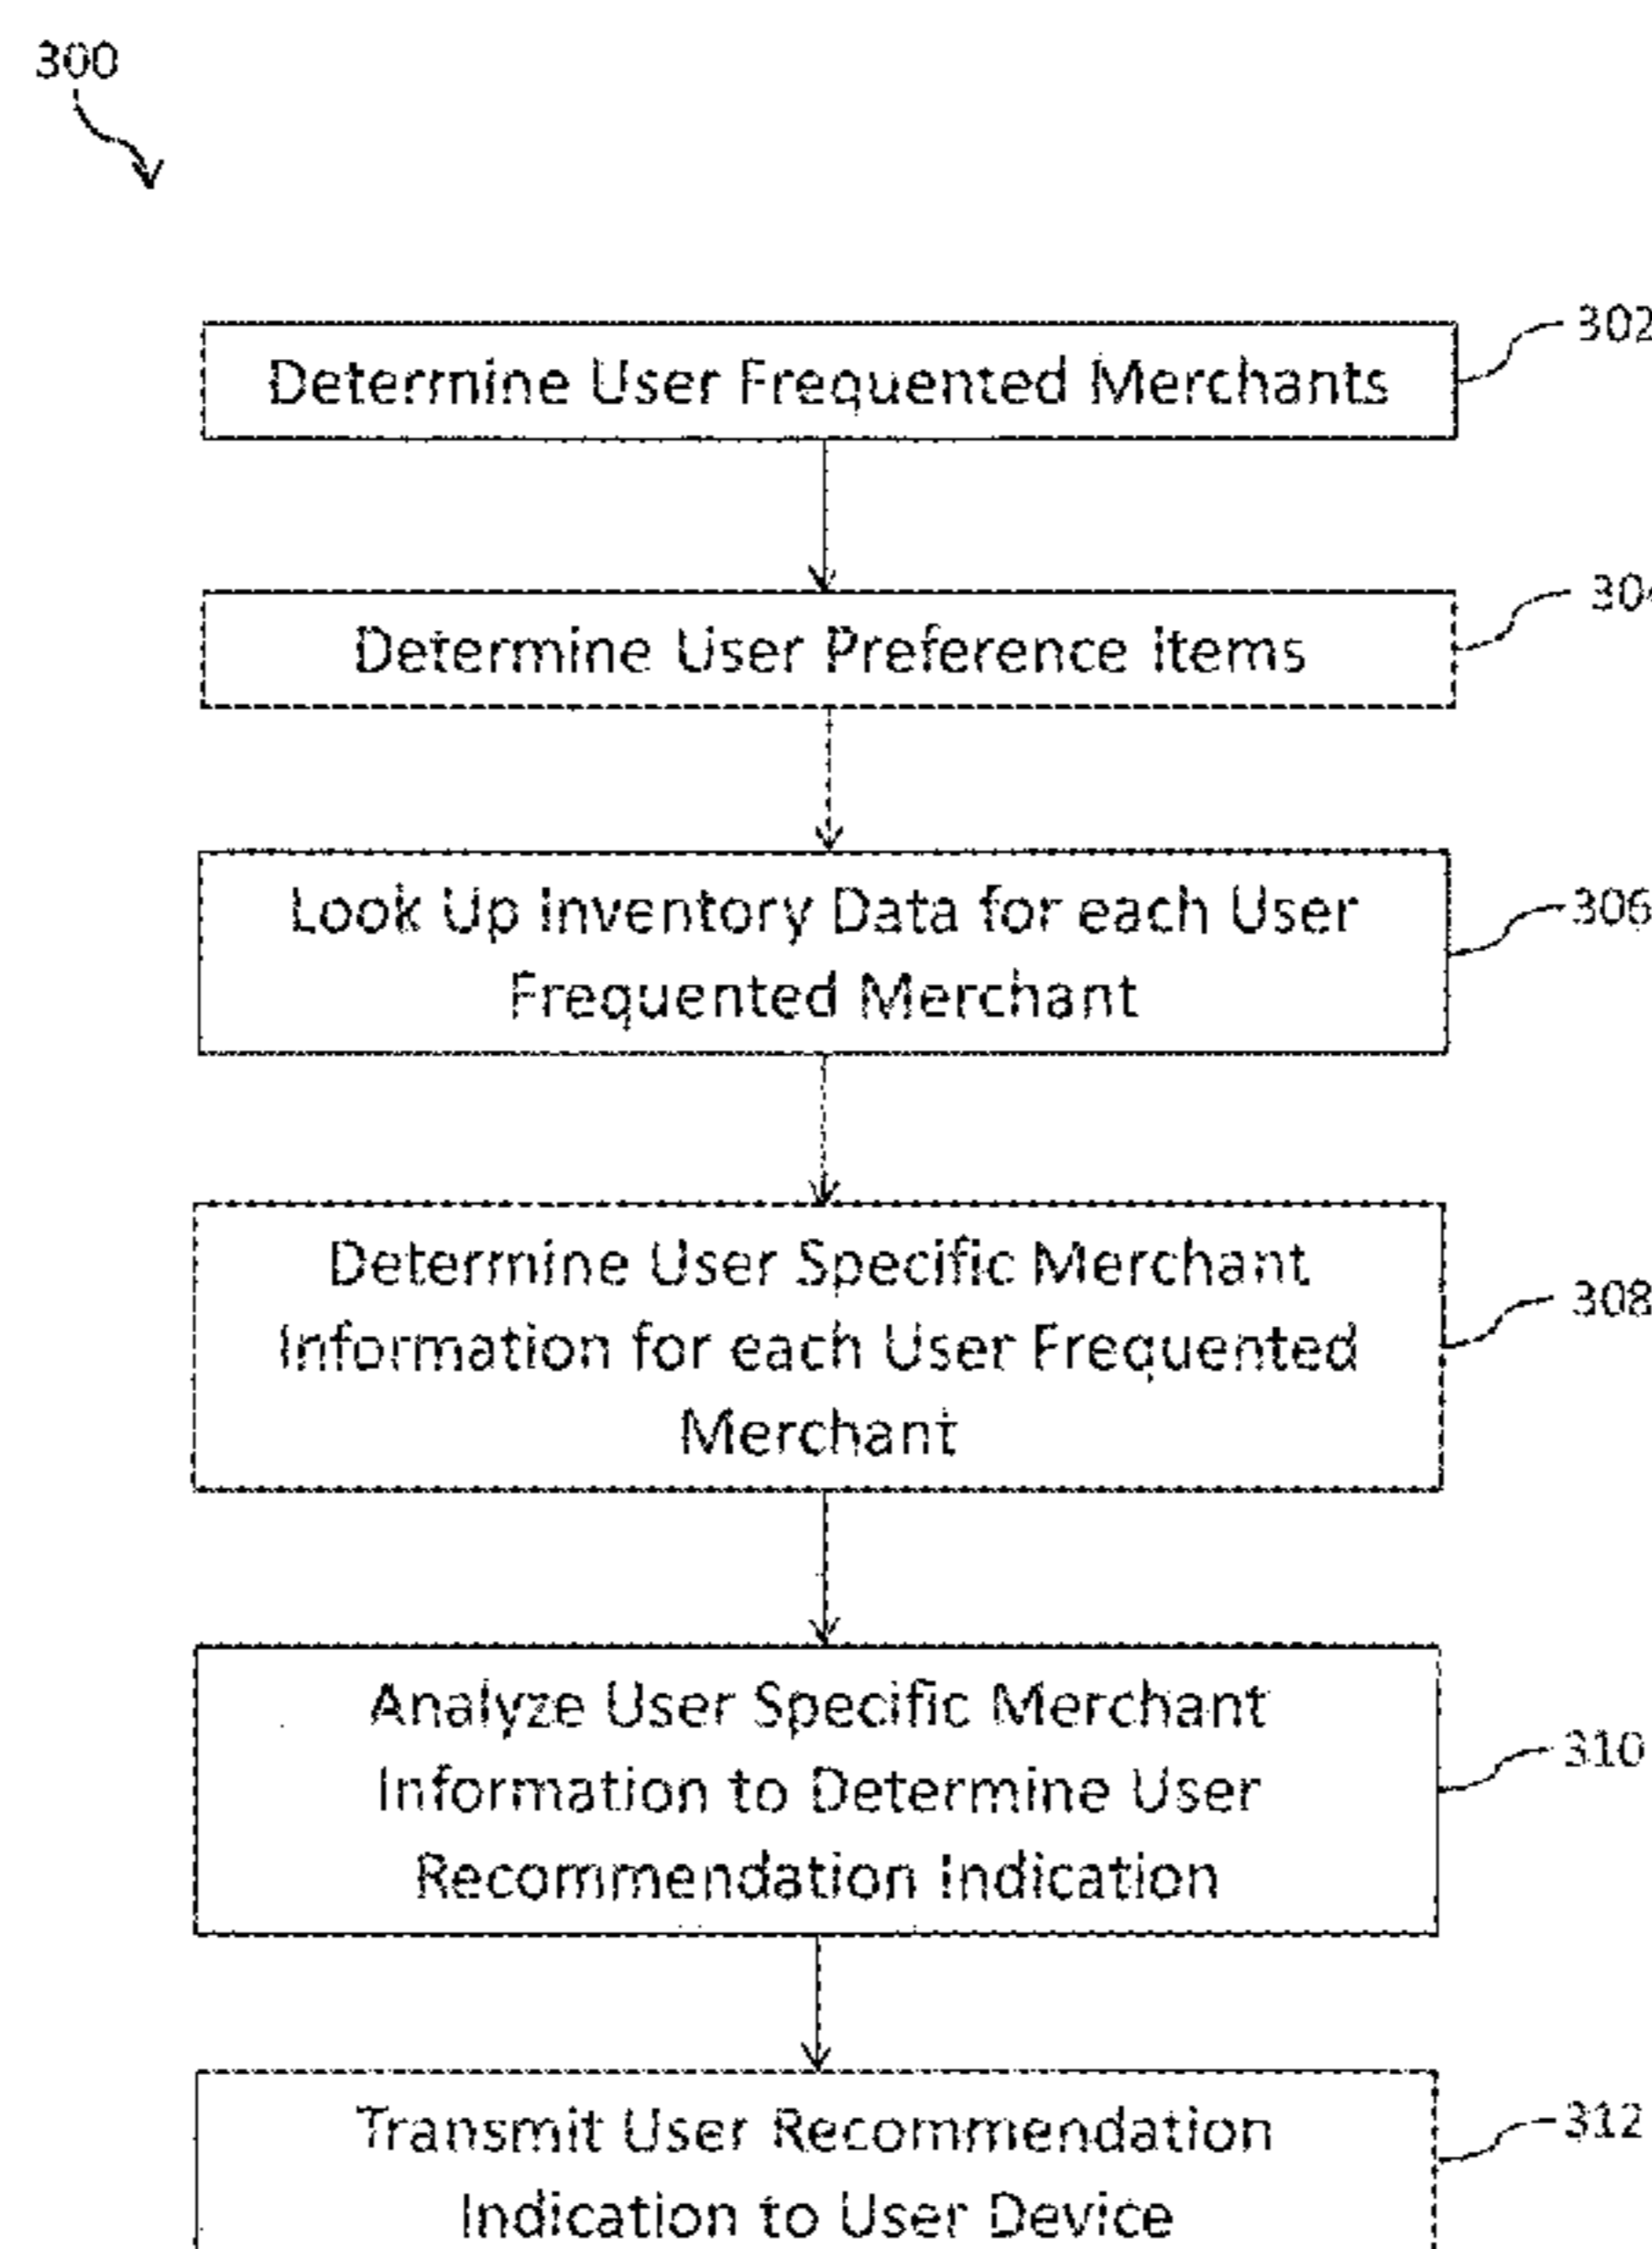 300
Determine User Frequented Merchants
302
Determine User Preference Items
304
Look Up Inventory Data for each User
Frequented Merchant
306
Determine User Specific Merchant
Information for each User Frequented
Merchant
308
Analyze User Specific Merchant
Information to Determine User
Recommendation Indication
310
Transmit User Recommendation
Indication to User Device
312